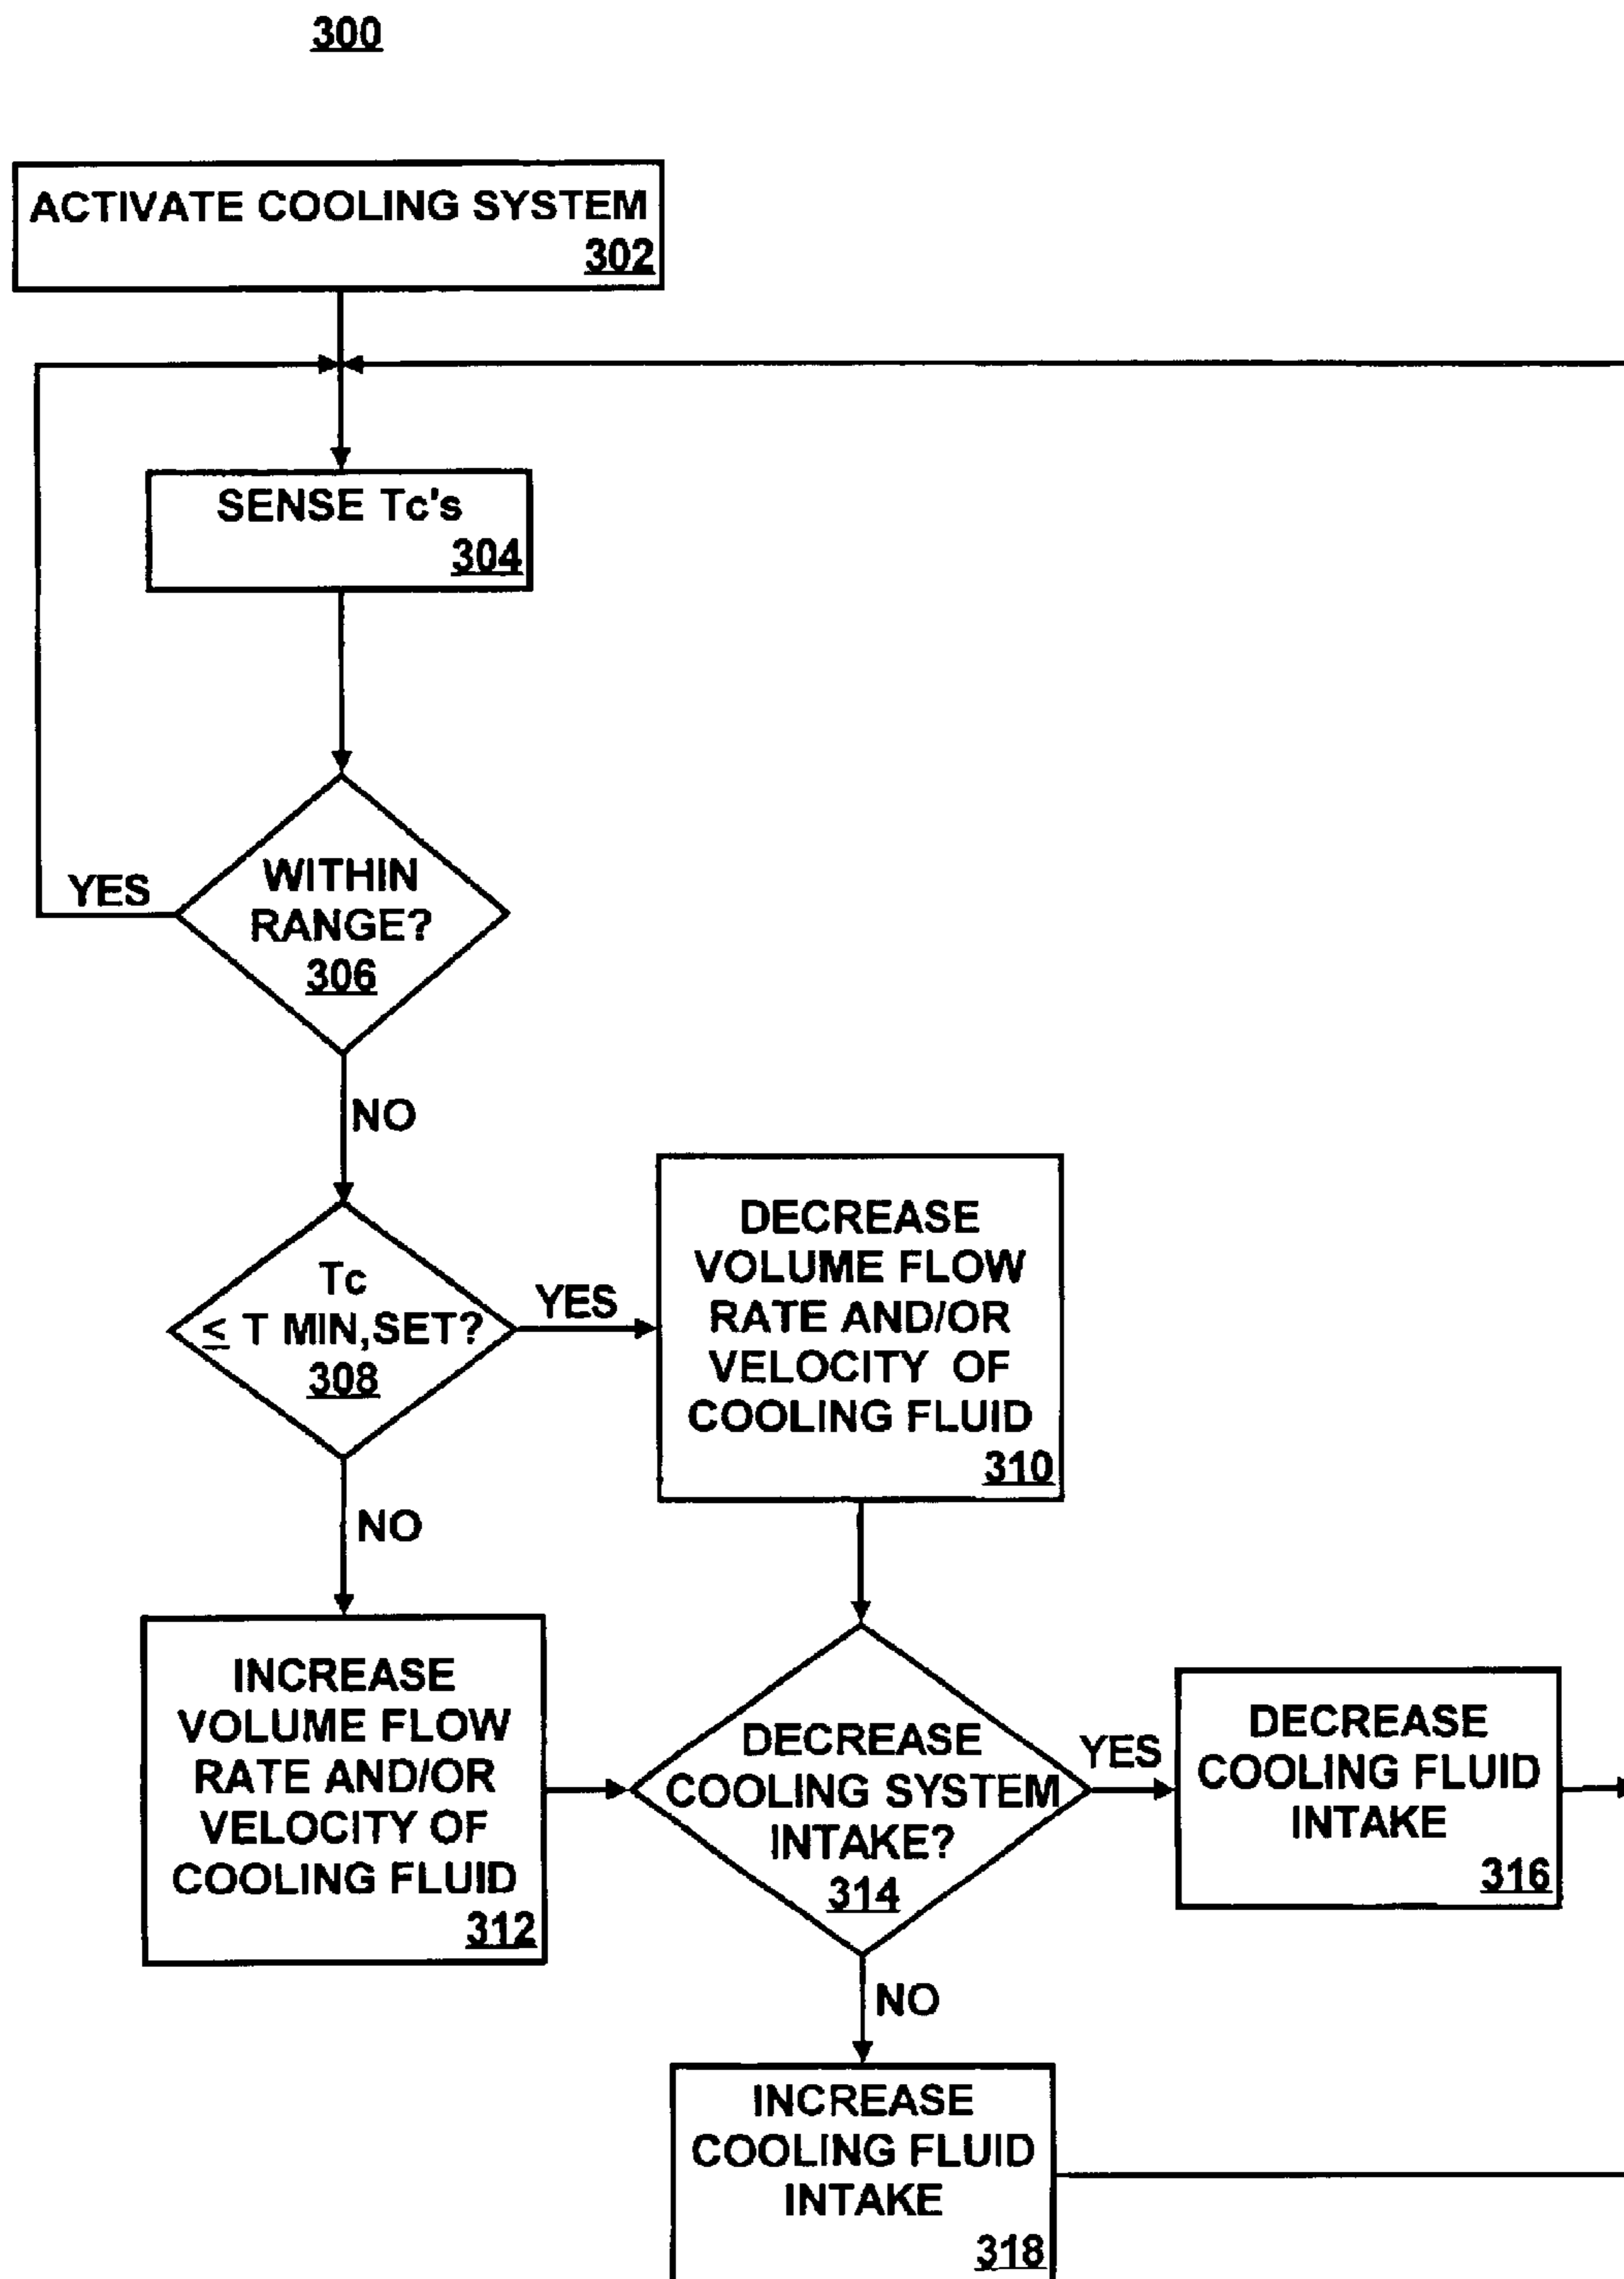 300
ACTIVATE COOLING SYSTEM
302
SENSE Tc's
304
WITHIN
RANGE?
306
YES
NO
Tc
≤ T MIN,SET?
308
YES
NO
DECREASE
VOLUME FLOW
RATE AND/OR
VELOCITY OF
COOLING FLUID
310
INCREASE
VOLUME FLOW
RATE AND/OR
VELOCITY OF
COOLING FLUID
312
DECREASE
COOLING SYSTEM
INTAKE?
314
YES
NO
DECREASE
COOLING FLUID
INTAKE
316
INCREASE
COOLING FLUID
INTAKE
318